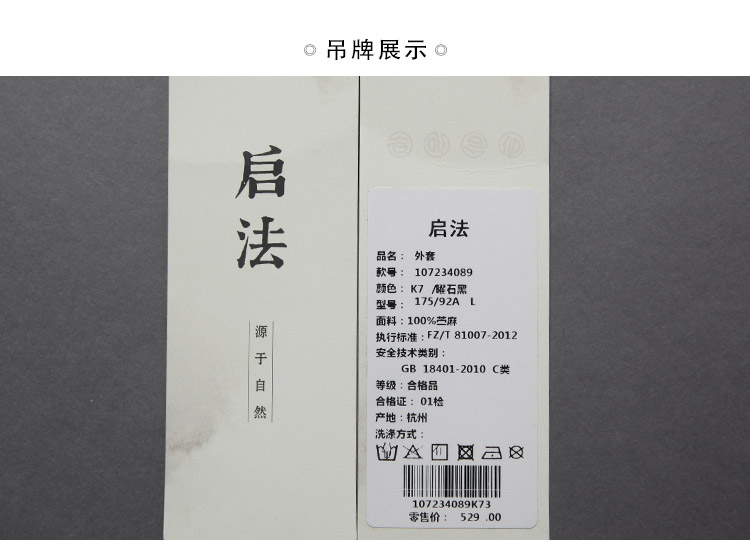 吊牌展示
启法
源于自然
启法
品名： 外套
款号： 107234089
颜色： K7 /曜石黑
型号： 175/92A L
面料：100%苎麻
执行标准：FZ/T 81007-2012
安全技术类别：
GB 18401-2010 C类
等级：合格品
合格证： 01检
产地：杭州
洗涤方式：
107234089K73
零售价： 529 .00